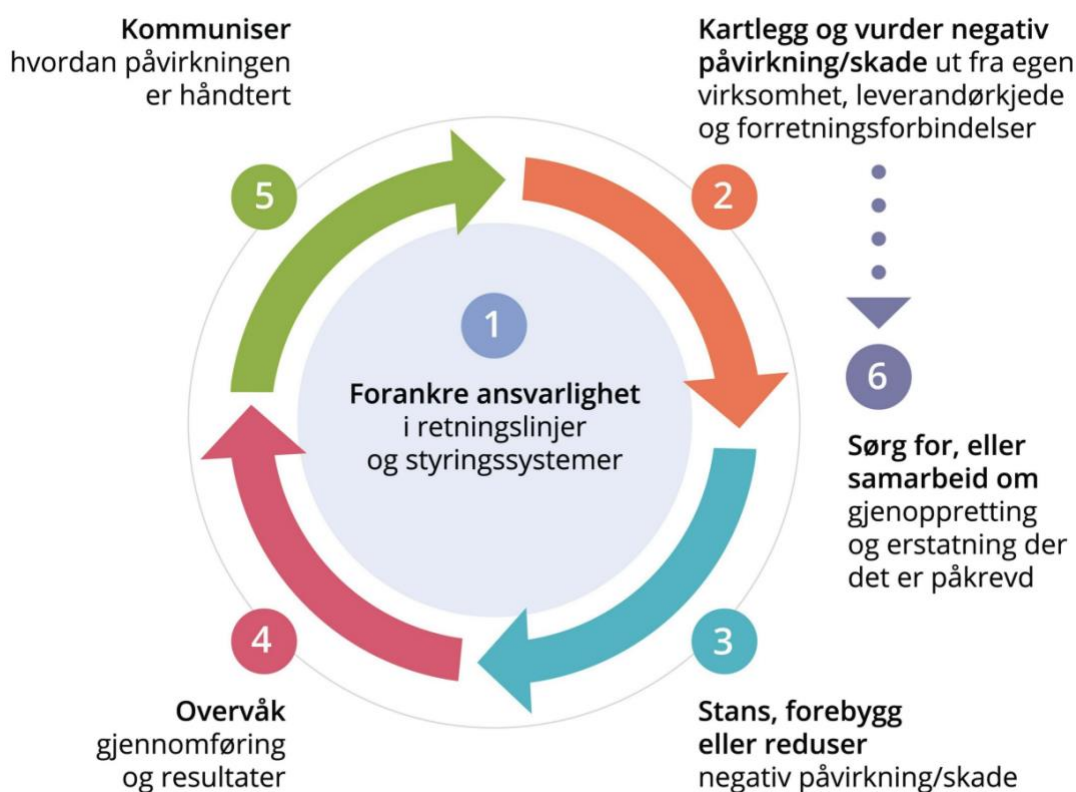 Kommuniser
hvordan påvirkningen
er håndtert
5
Kartlegg og vurder negativ
påvirkning/skade ut fra egen
virksomhet, leverandørkjede
og forretningsforbindelser
2
1
Forankre ansvarlighet
i retningslinjer
og styringssystemer
6
Sørg for, eller
samarbeid om
gjenoppretting
og erstatning der
det er påkrevd
4
Overvåk
gjennomføring
og resultater
3
Stans, forebygg
eller reduser
negativ påvirkning/skade